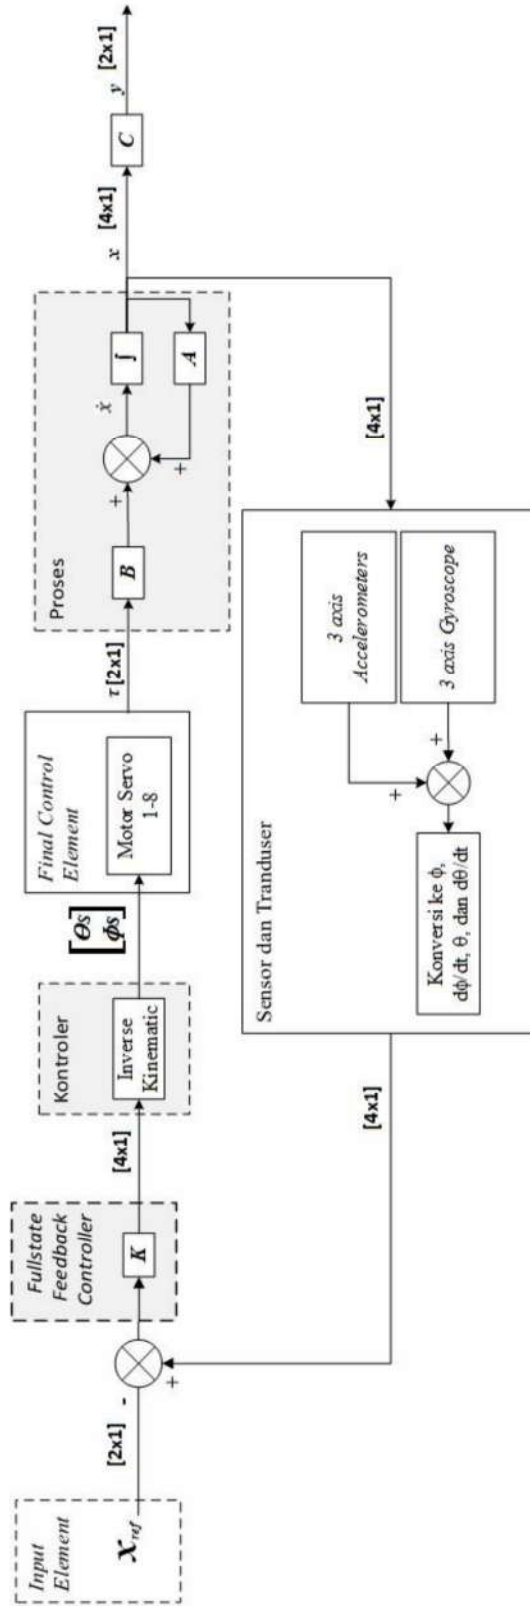 Input
Element
x ref
[2x1]
-
+
Fullstate
Feedback
Controller
K
[4x1]
Kontroler
Inverse
Kinematic
[θs
ϕs]
Final Control
Element
Motor Servo
1-8
τ [2x1]
Proses
B
+
+
ẋ
∫
A
x
[4x1]
C
y
[2x1]
[4x1]
Sensor dan Tranduser
3 axis
Accelerometers
3 axis Gyroscope
+
+
Konversi ke ϕ,
dϕ/dt, θ, dan dθ/dt
[4x1]